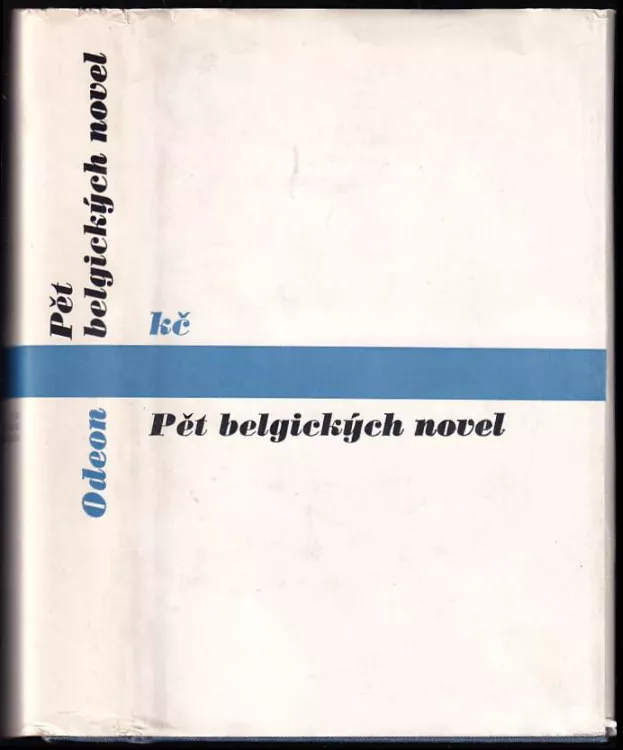 Pět
belgických novel
Odeon
kč
Pět belgických novel